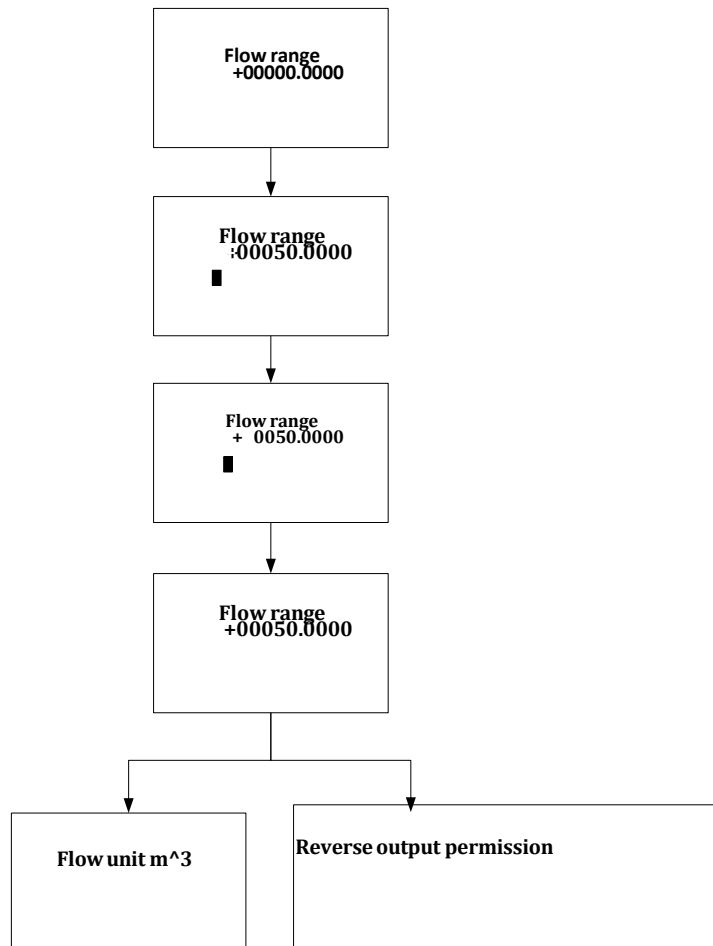 Flow range
+00000.0000
Flow range
:00050.0000
Flow range
+ 0050.0000
Flow range
+00050.0000
Flow unit m^3
Reverse output permission